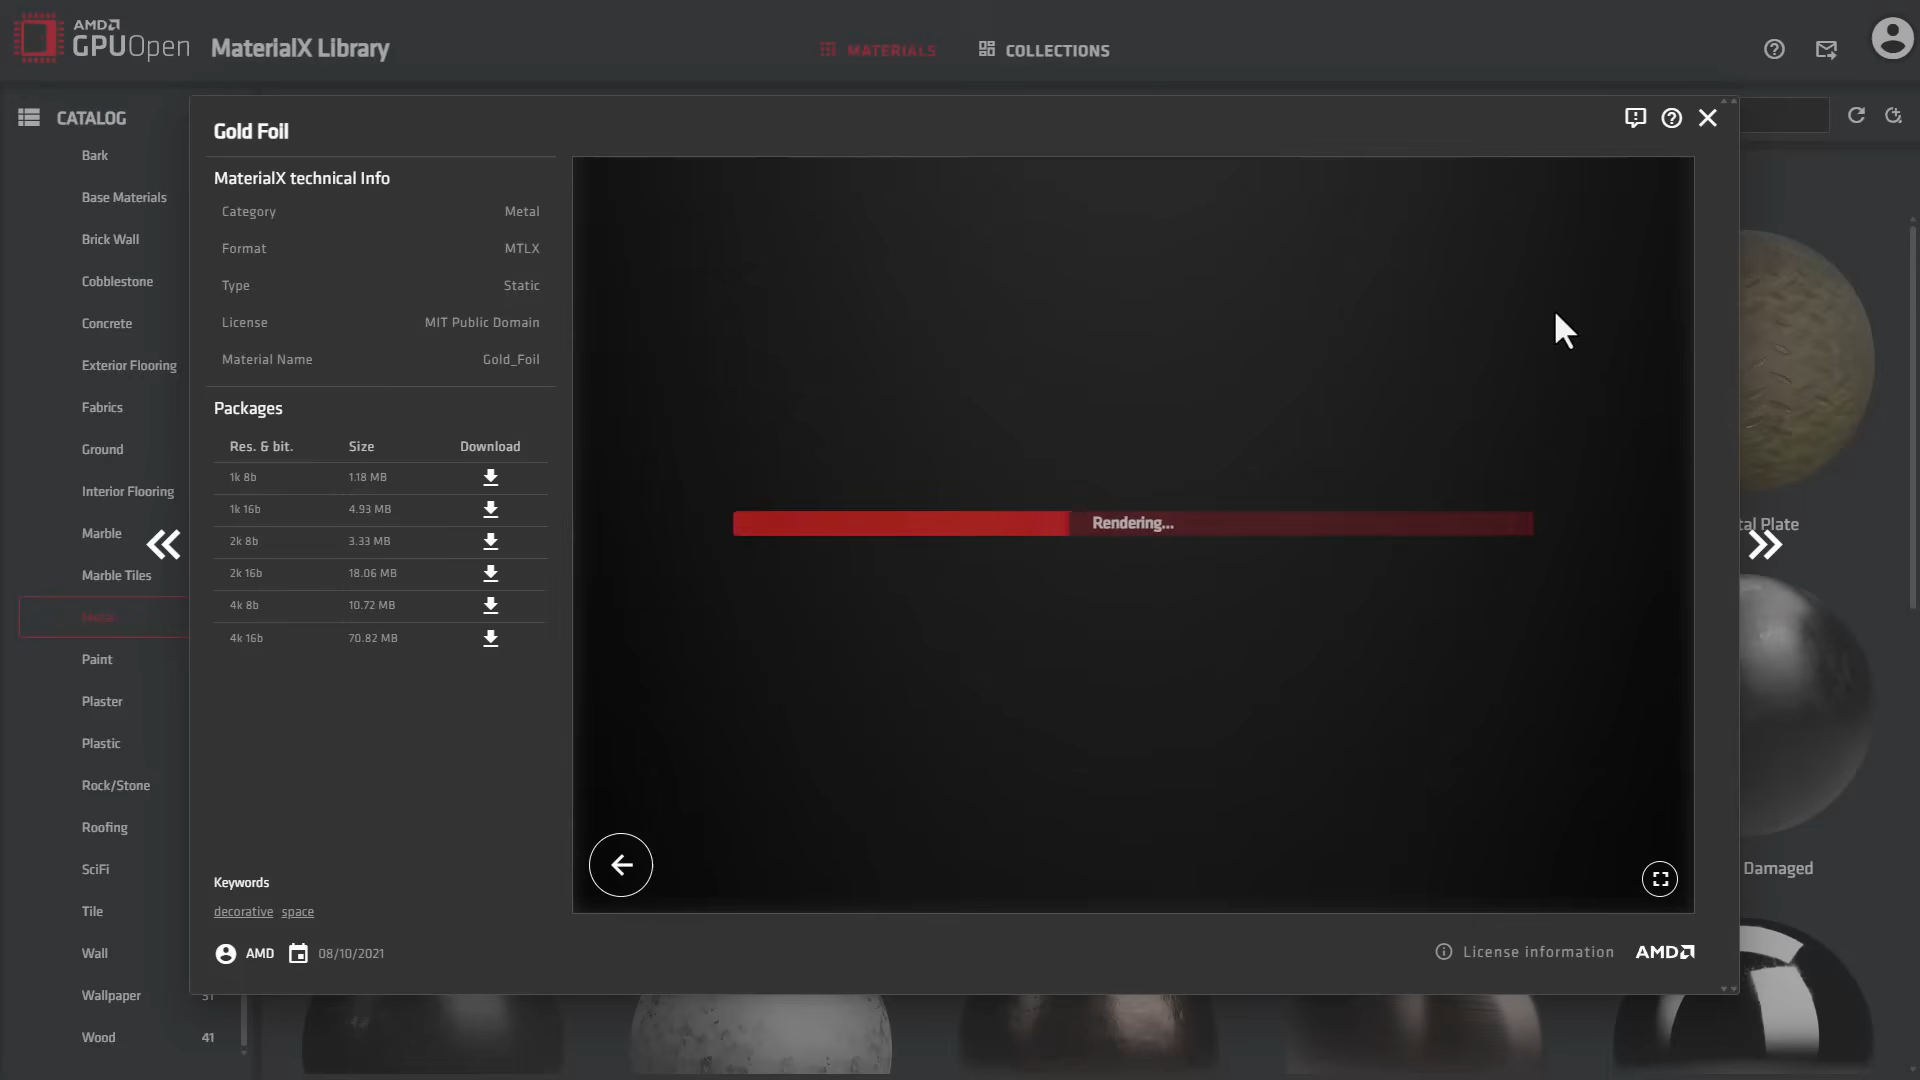 AMD
GPUOpen
MaterialX Library
MATERIALS
COLLECTIONS
CATALOG
Bark
Base Materials
Brick Wall
Cobblestone
Concrete
Exterior Flooring
Fabrics
Ground
Interior Flooring
Marble
Marble Tiles
Metal
Paint
Plaster
Plastic
Rock/Stone
Roofing
SciFi
Tile
Wall
Wallpaper 31
Wood 41
Gold Foil
MaterialX technical Info
Category Metal
Format MTLX
Type Static
License MIT Public Domain
Material Name Gold_Foil
Packages
Res. & bit. Size Download
1k 8b 1.18 MB
1k 16b 4.93 MB
2k 8b 3.33 MB
2k 16b 18.06 MB
4k 8b 10.72 MB
4k 16b 70.82 MB
Keywords
decorative space
AMD 08/10/2021
Rendering...
License information AMD
tal Plate
Damaged